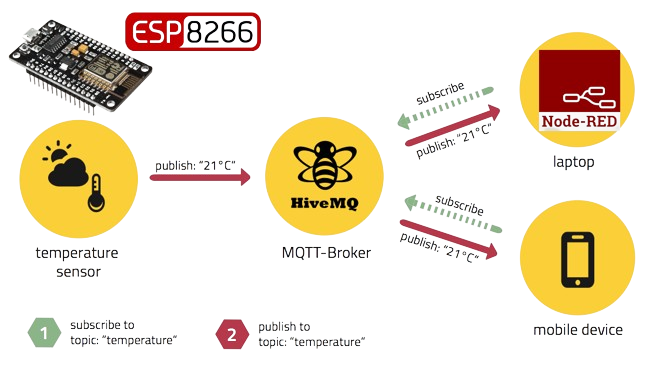 ESP8266
subscribe
publish: "21°C"
Node-RED
laptop
publish: "21°C"
HiveMQ
MQTT-Broker
temperature
sensor
subscribe
publish: "21°C"
mobile device
1
subscribe to
topic: "temperature"
2
publish to
topic: "temperature"